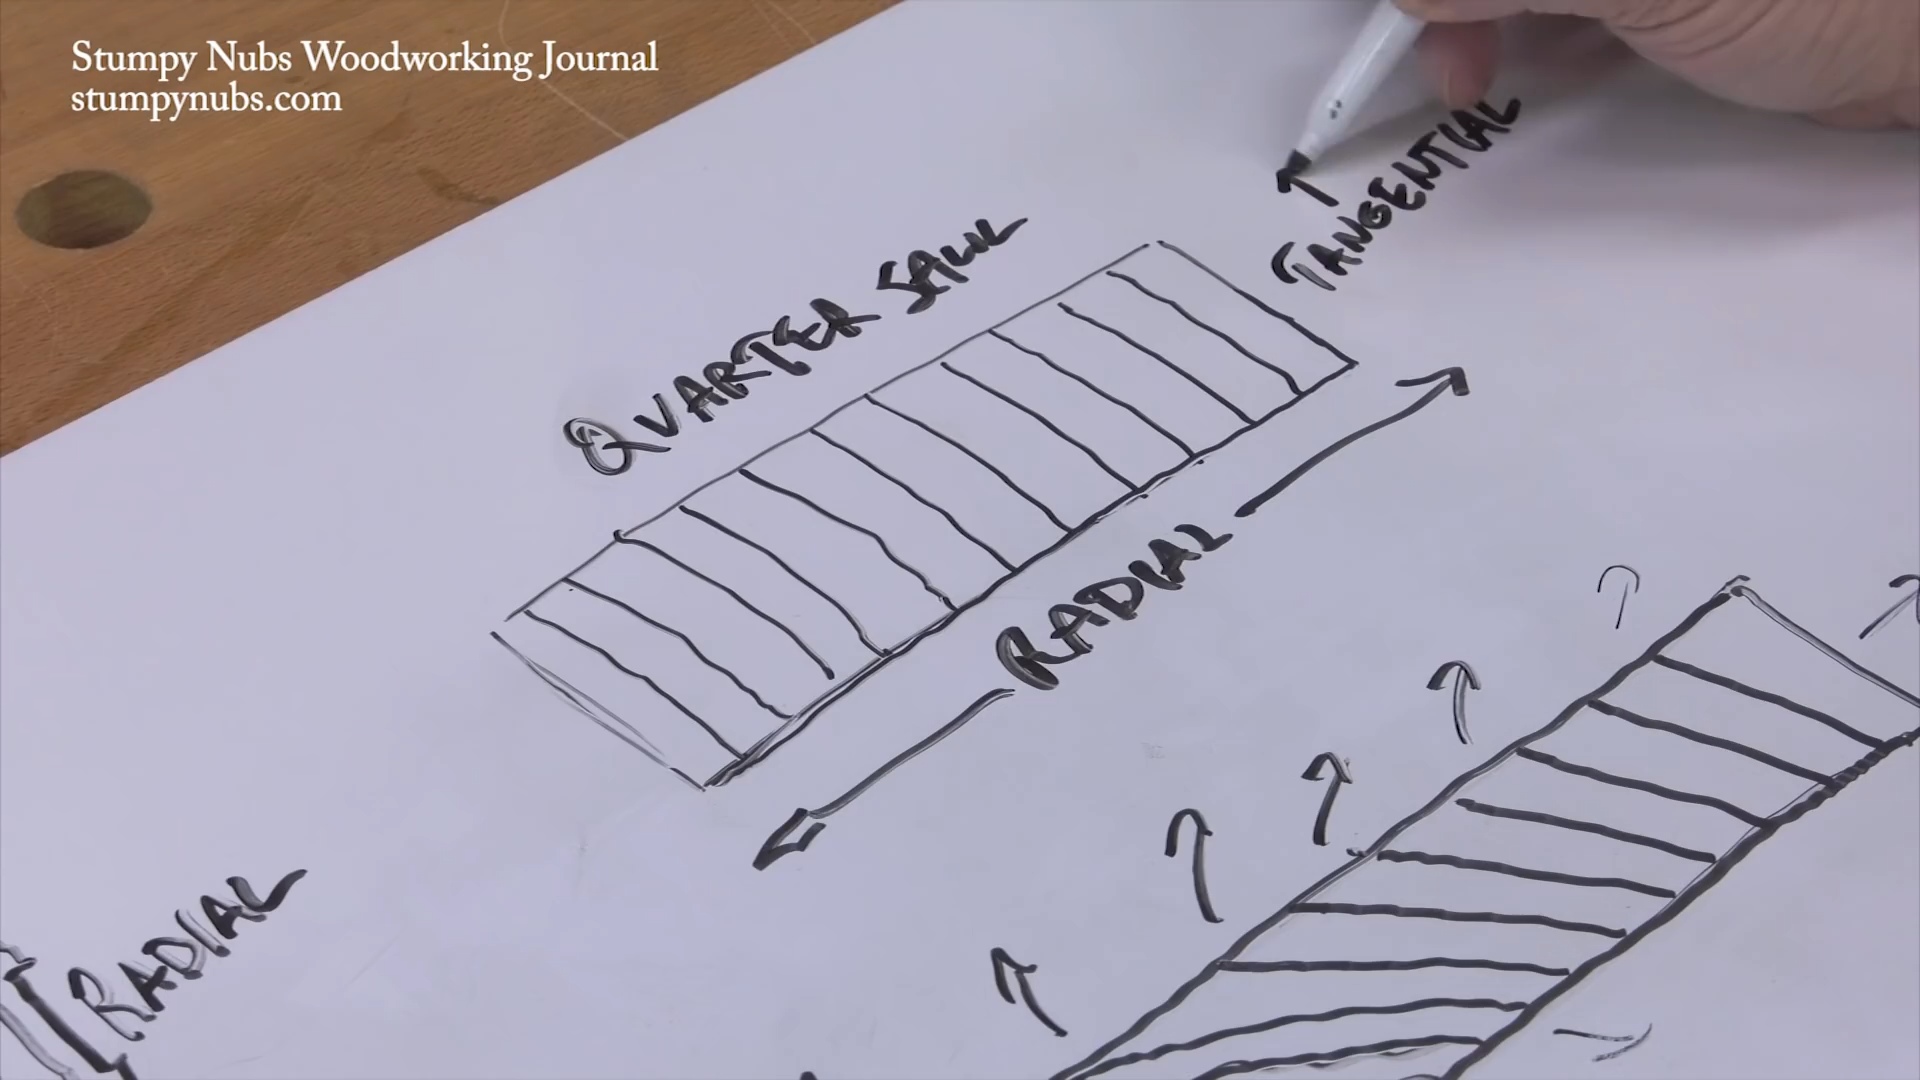 Stumpy Nubs Woodworking Journal
stumpynubs.com
TANGENTIAL
QUARTER SAWN
RADIAL
RADIAL